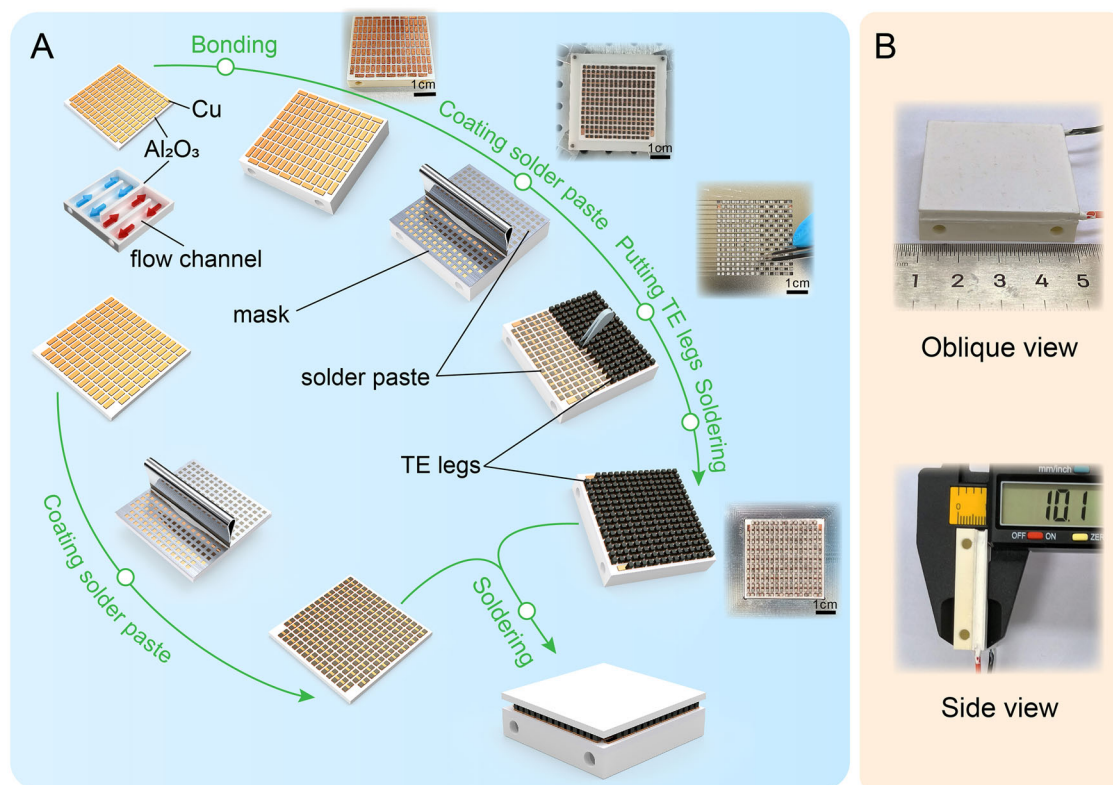 A
Bonding
1cm
Cu
Al₂O₃
flow channel
Coating solder paste
1cm
mask
Putting TE legs
1cm
solder paste
Soldering
TE legs
1cm
Coating solder paste
Soldering
B
1 2 3 4 5
Oblique view
mm/inch
0
10.1
OFF ON ZER
Side view